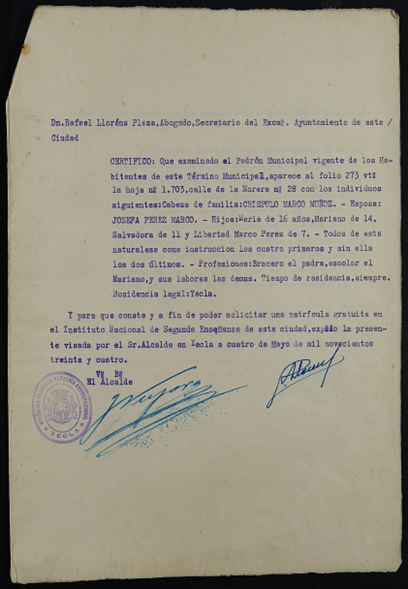 Dn.Rafael Lloréns Plaza,Abogado,Secretario del Excmº. Ayuntamiento de esta /
Ciudad
CERTIFICO: Que examinado el Padrón Municipal vigente de los Ha-
bitentes de este Término Municipal,aparece al folio 273 vtº
la hoja nº 1.703,calle de la Morera nº 28 con los individuos
siguientes:Cabeza de familia:CRISPULO MARCO MUÑOZ. - Esposa:
JOSEFA PEREZ MARCO. - Hijos:Maria de 16 años,Mariano de 14,
Salvadora de 11 y Libertad Marco Perez de 7. - Todos de esta
naturaleza cons instruccion los cuatro primeros y sin ella
los dos últimos. - Profesiones:Bracero el padre,escolar el
Mariano,y sus labores las demas. Tiempo de residencia,siempre.
Residencia legal:Yecla.
Y para que conste y a fin de poder solicitar una matrícula gratuita en
el Instituto Nacional de Segunda Enseñanza de esta ciudad,expido la presente
visada por el Sr.Alcalde en Yecla a cuatro de Mayo de mil novecientos
treinta y cuatro.
Vº Bº
El Alcalde
YECLA